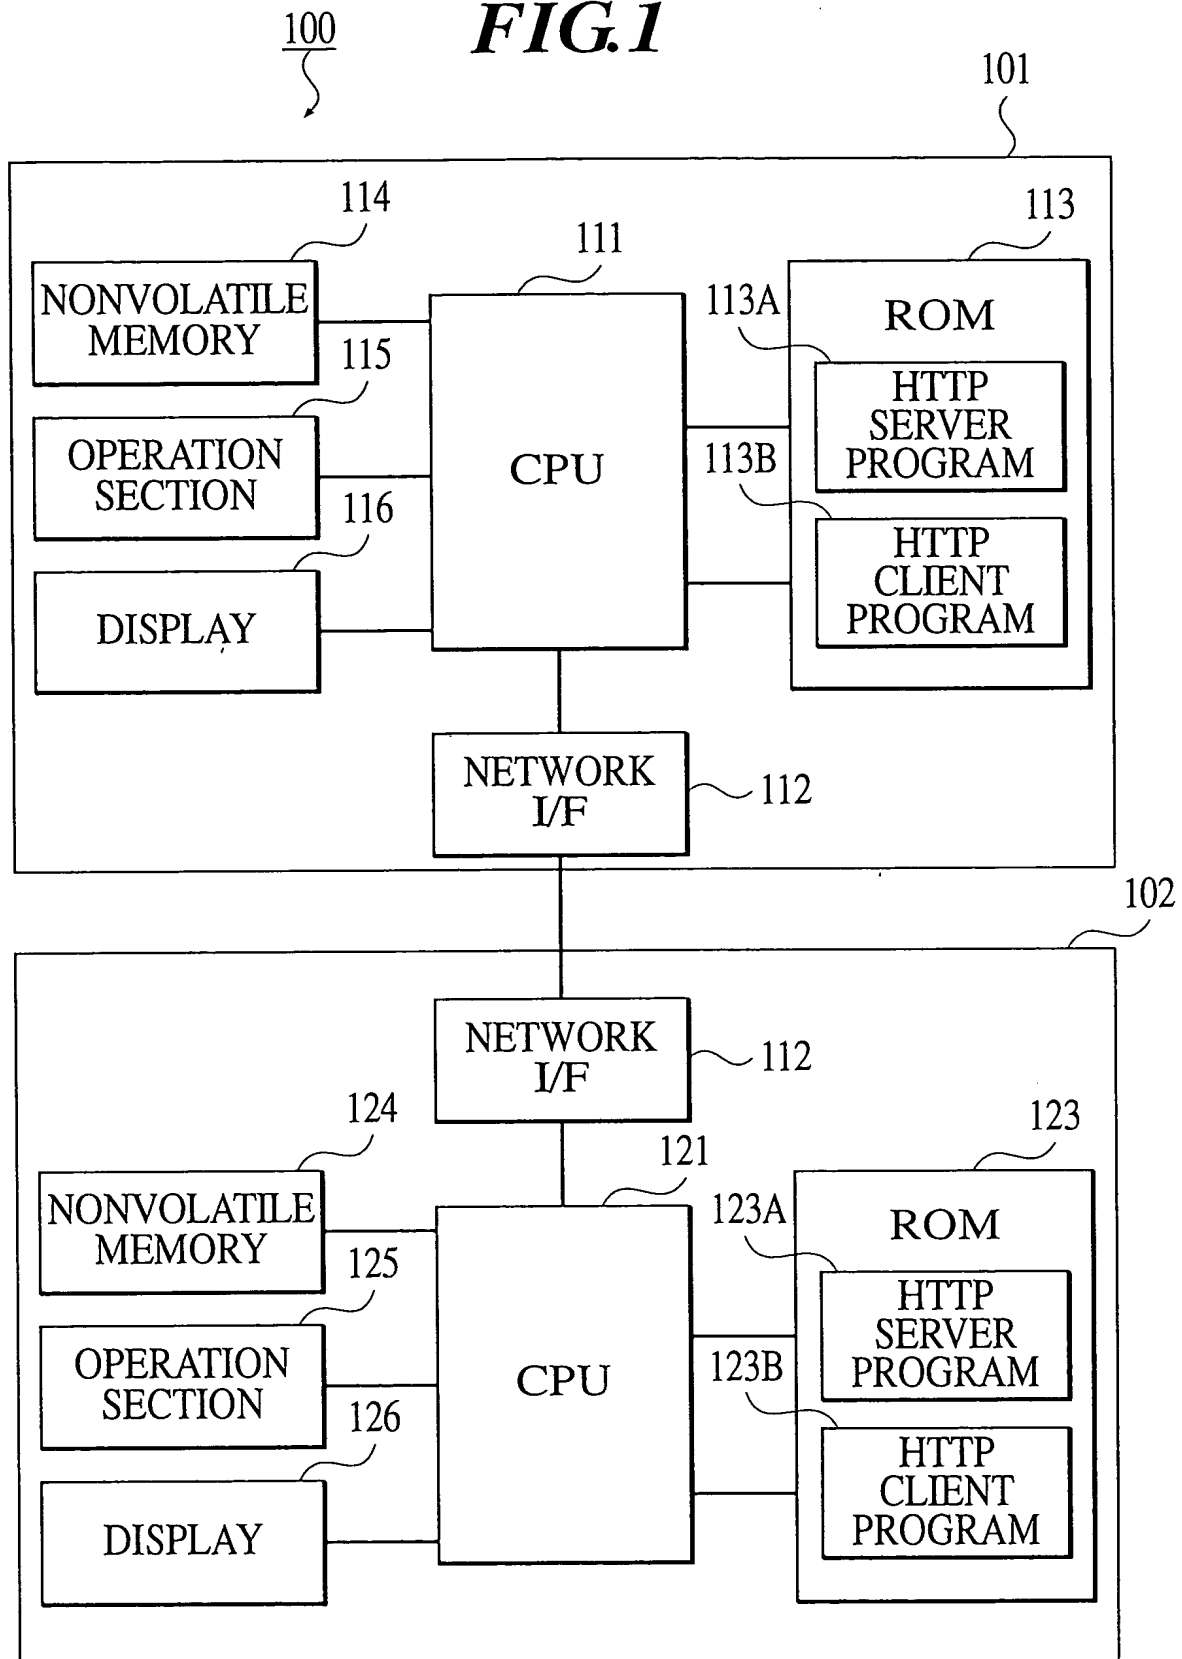 FIG.1
100
101
114
NONVOLATILE
MEMORY
115
OPERATION
SECTION
116
DISPLAY
111
CPU
113
ROM
113A
HTTP
SERVER
PROGRAM
113B
HTTP
CLIENT
PROGRAM
NETWORK
I/F
112
102
NETWORK
I/F
112
124
NONVOLATILE
MEMORY
125
OPERATION
SECTION
126
DISPLAY
121
CPU
123
ROM
123A
HTTP
SERVER
PROGRAM
123B
HTTP
CLIENT
PROGRAM